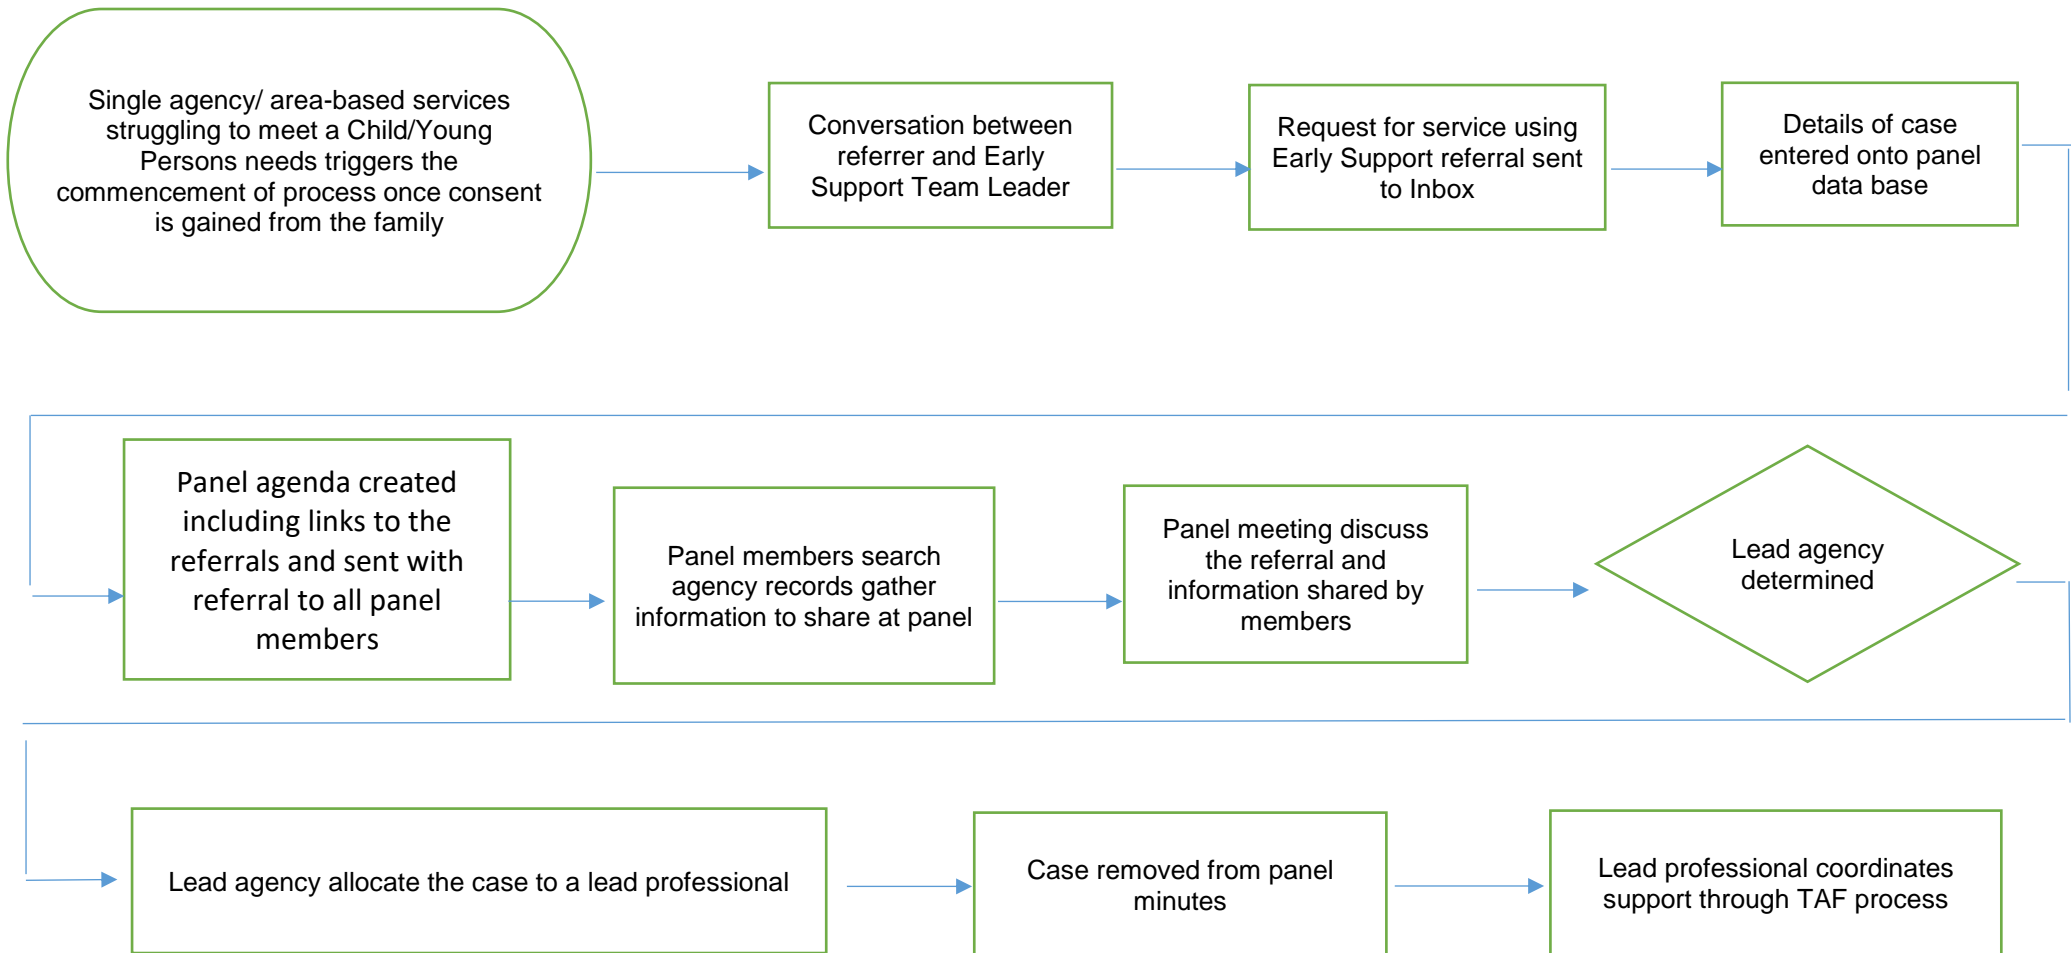 Single agency/ area-based services
struggling to meet a Child/Young
Persons needs triggers the
commencement of process once consent
is gained from the family
Conversation between
referrer and Early
Support Team Leader
Request for service using
Early Support referral sent
to Inbox
Details of case
entered onto panel
data base
Panel agenda created
including links to the
referrals and sent with
referral to all panel
members
Panel members search
agency records gather
information to share at panel
Panel meeting discuss
the referral and
information shared by
members
Lead agency
determined
Lead agency allocate the case to a lead professional
Case removed from panel
minutes
Lead professional coordinates
support through TAF process